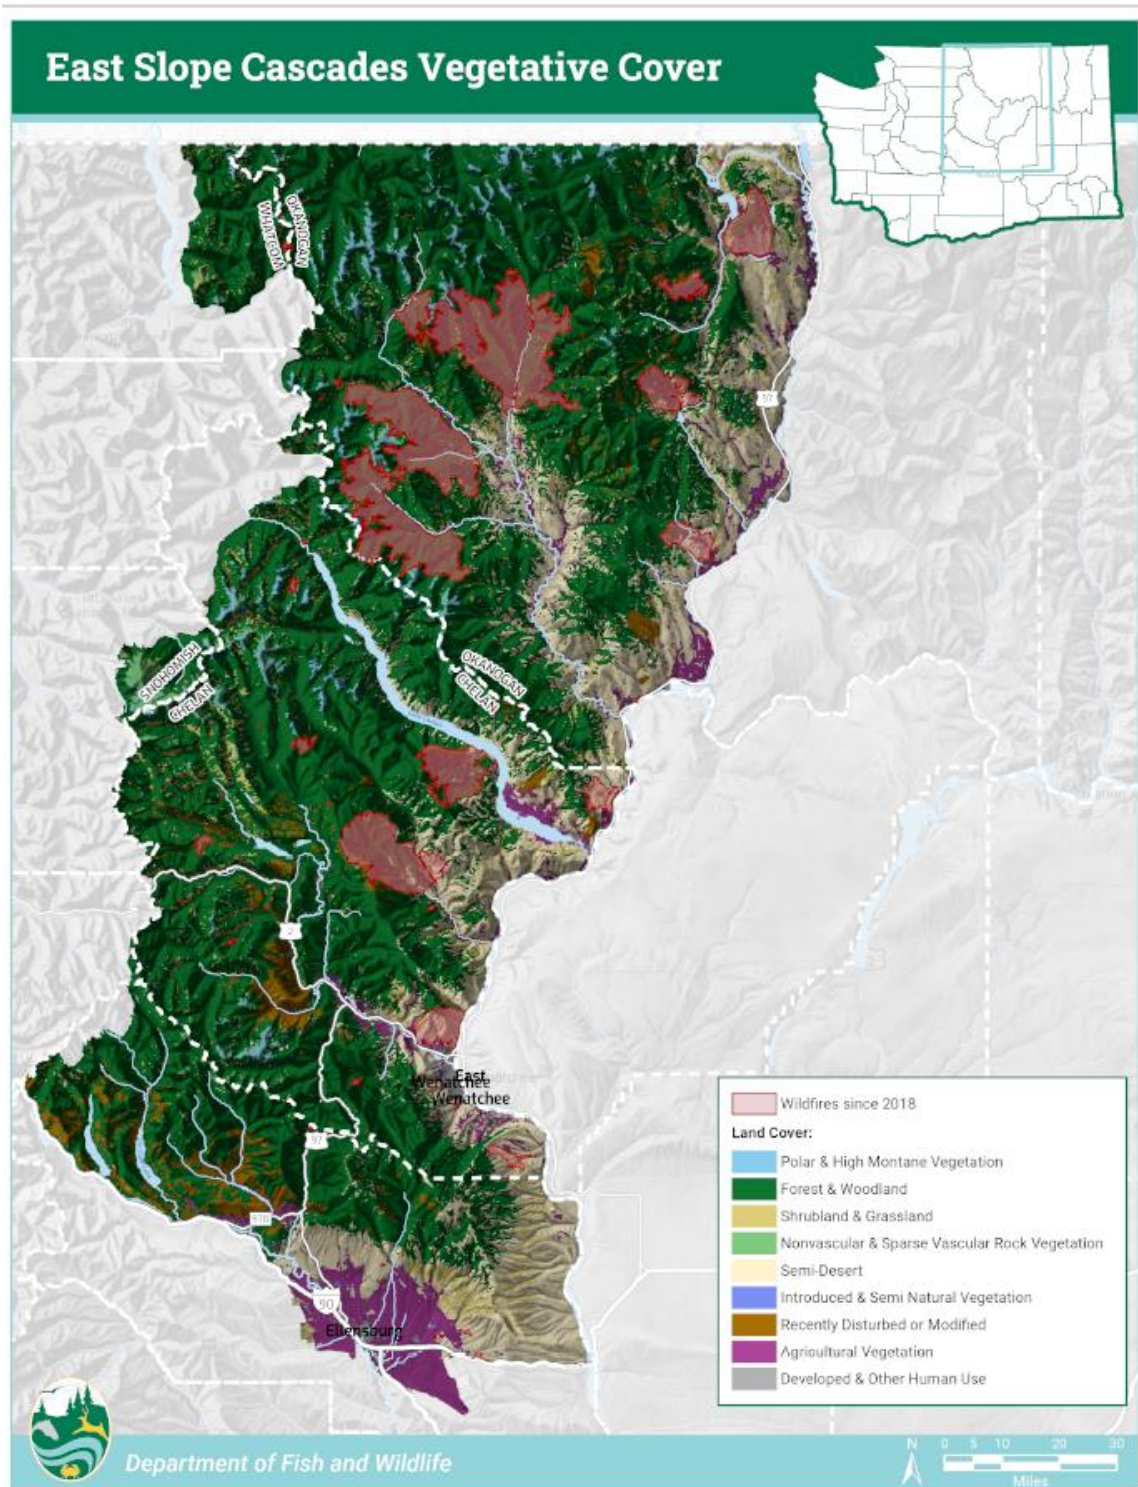 East Slope Cascades Vegetative Cover
OKANOGAN
WHATCOM
97
SNOHOMISH
CHELAN
OKANOGAN
CHELAN
2
East
Wenatchee
Wenatchee
97
970
90
Ellensburg
Wildfires since 2018
Land Cover:
Polar & High Montane Vegetation
Forest & Woodland
Shrubland & Grassland
Nonvascular & Sparse Vascular Rock Vegetation
Semi-Desert
Introduced & Semi Natural Vegetation
Recently Disturbed or Modified
Agricultural Vegetation
Developed & Other Human Use
Department of Fish and Wildlife
N
0 5 10 20 30
Miles